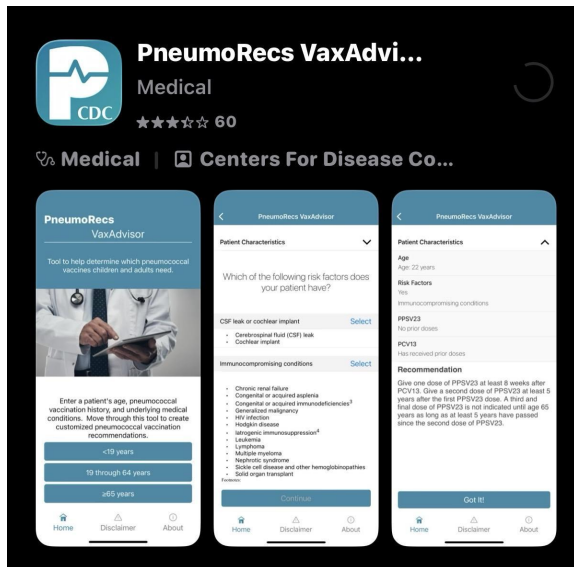 PneumoRecs VaxAdvi...
Medical
P
CDC
★★★⯪☆ 60
Medical | Centers For Disease Co...
PneumoRecs
VaxAdvisor
Tool to help determine which pneumococcal
vaccines children and adults need.
Enter a patient's age, pneumococcal
vaccination history, and underlying medical
conditions. Move through this tool to create
customized pneumococcal vaccination
recommendations.
<19 years
19 through 64 years
≥65 years
Home Disclaimer About
PneumoRecs VaxAdvisor
Patient Characteristics
Which of the following risk factors does
your patient have?
CSF leak or cochlear implant Select
• Cerebrospinal fluid (CSF) leak
• Cochlear implant
Immunocompromising conditions Select
• Chronic renal failure
• Congenital or acquired asplenia
• Congenital or acquired immunodeficiencies³
• Generalized malignancy
• HIV infection
• Hodgkin disease
• Iatrogenic immunosuppression⁴
• Leukemia
• Lymphoma
• Multiple myeloma
• Nephrotic syndrome
• Sickle cell disease and other hemoglobinopathies
• Solid organ transplant
Footnotes:
Continue
Home Disclaimer About
PneumoRecs VaxAdvisor
Patient Characteristics
Age
Age: 22 years
Risk Factors
Yes
Immunocompromising conditions
PPSV23
No prior doses
PCV13
Has received prior doses
Recommendation
Give one dose of PPSV23 at least 8 weeks after
PCV13. Give a second dose of PPSV23 at least 5
years after the first PPSV23 dose. A third and
final dose of PPSV23 is not indicated until age 65
years as long as at least 5 years have passed
since the second dose of PPSV23.
Got It!
Home Disclaimer About